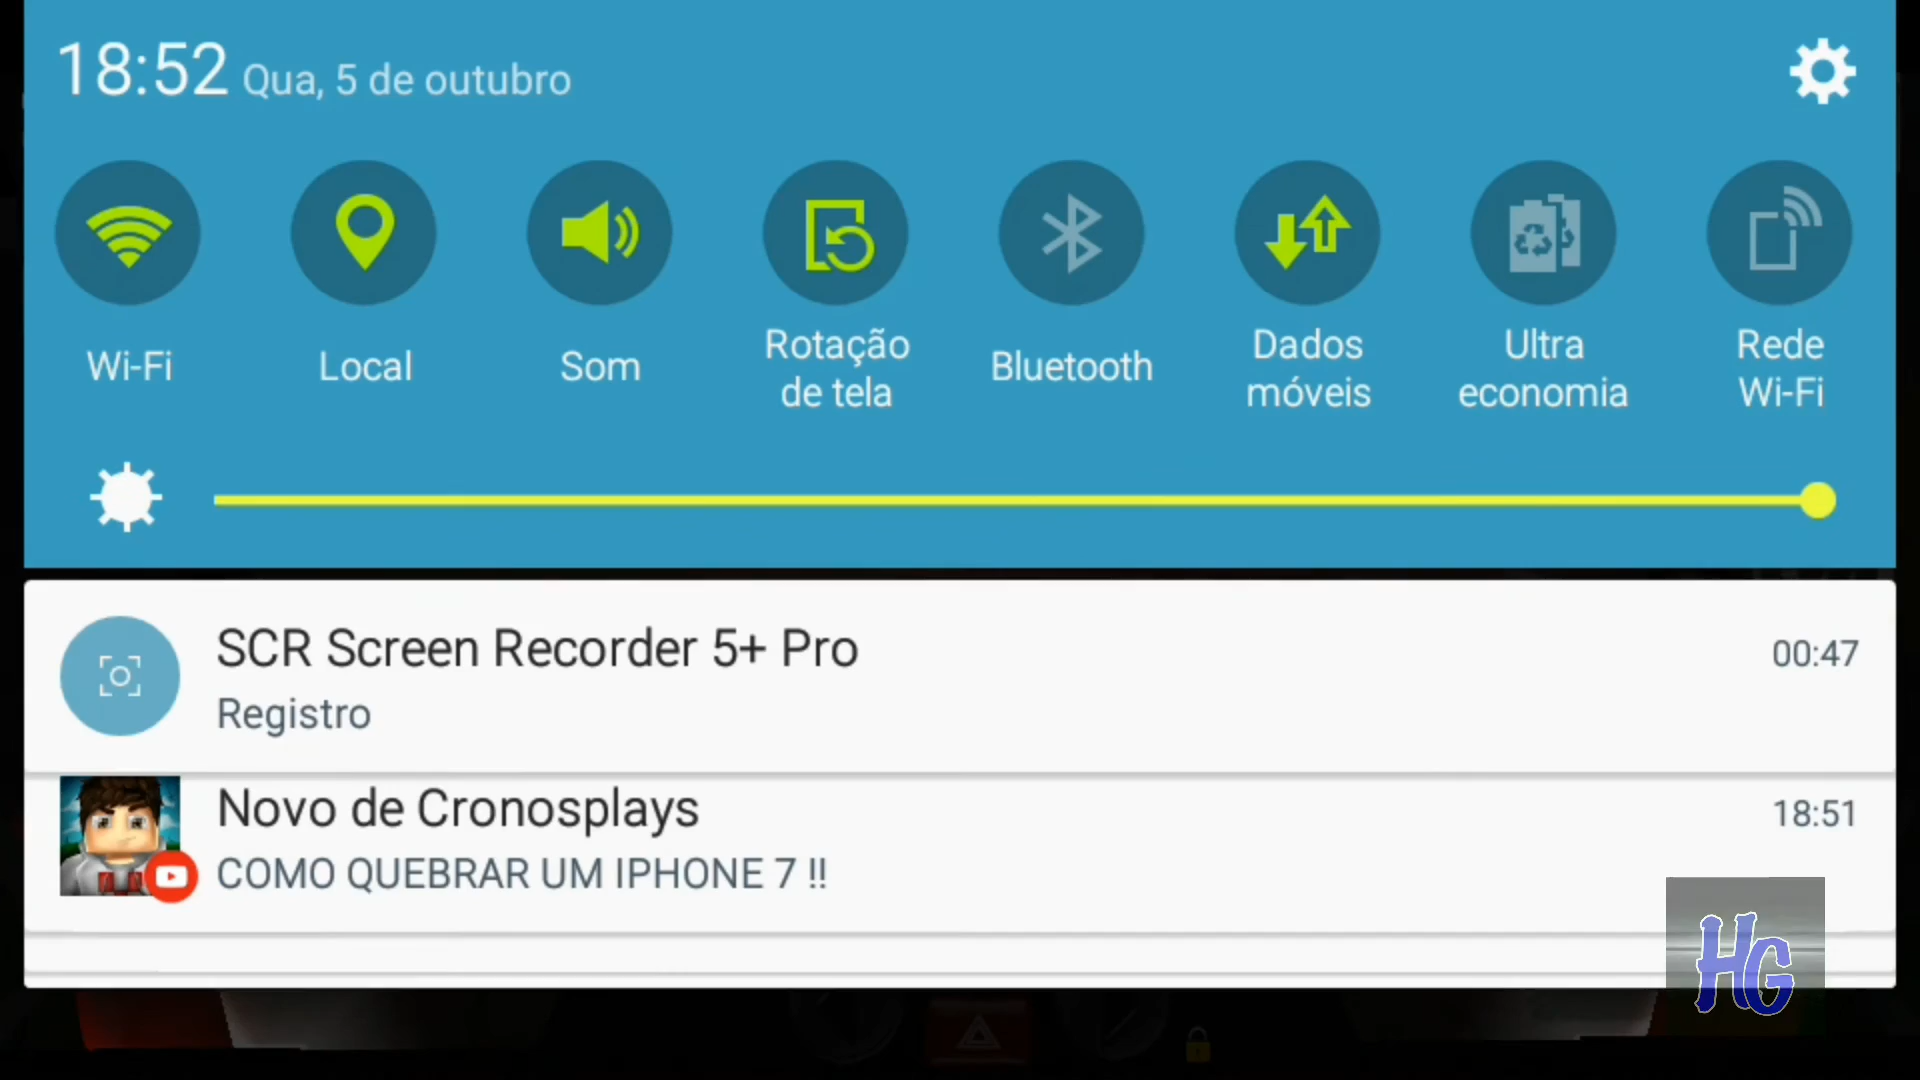 18:52 Qua, 5 de outubro
Wi-Fi
Local
Som
Rotação
de tela
Bluetooth
Dados
móveis
Ultra
economia
Rede
Wi-Fi
SCR Screen Recorder 5+ Pro
00:47
Registro
Novo de Cronosplays
18:51
COMO QUEBRAR UM IPHONE 7 !!
HG